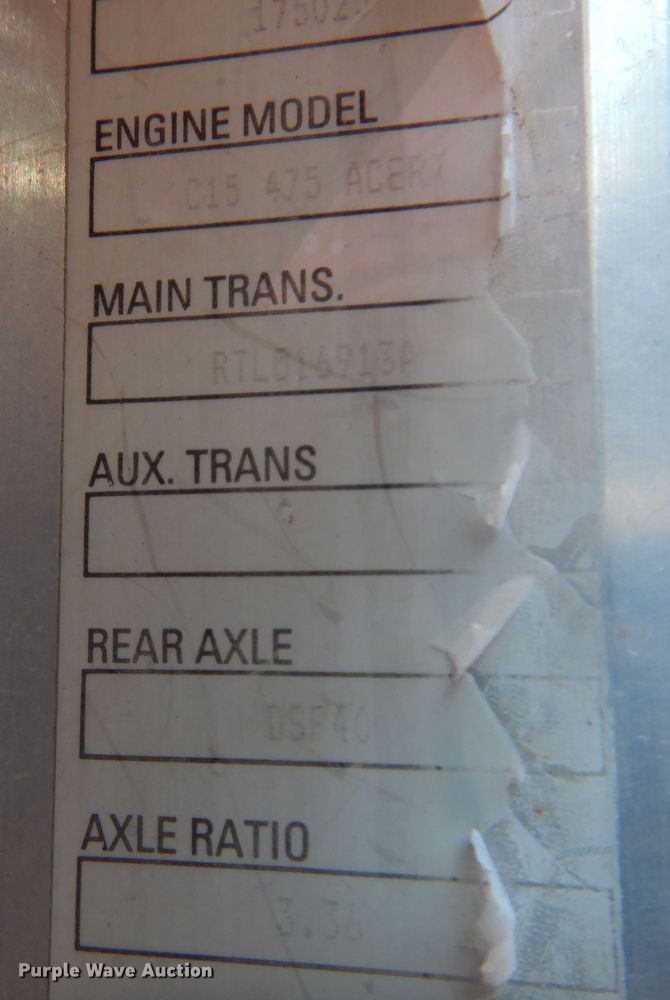 17502
ENGINE MODEL
C15 475 ACERT
MAIN TRANS.
RTLO16913A
AUX. TRANS
REAR AXLE
DSP40
AXLE RATIO
3.36
Purple Wave Auction